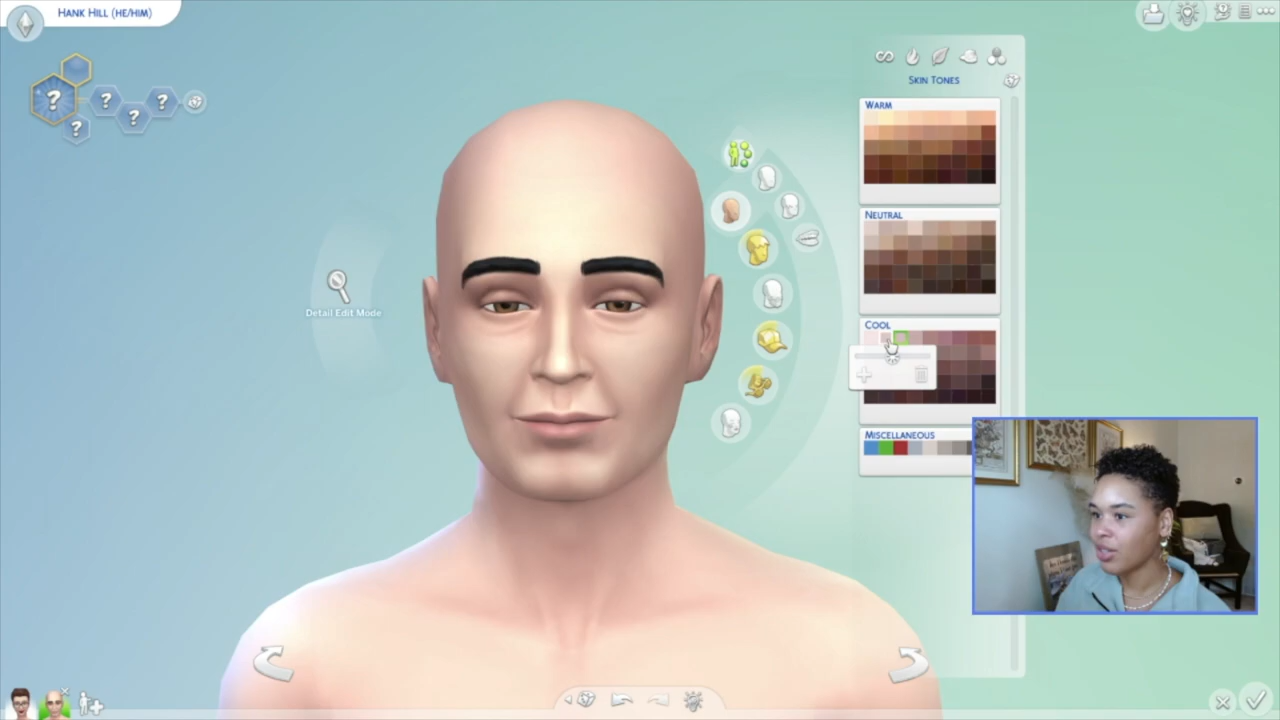 Hank Hill (he/him)
Skin Tones
Warm
Neutral
Cool
Miscellaneous
Detail Edit Mode
?
?
?
?
?